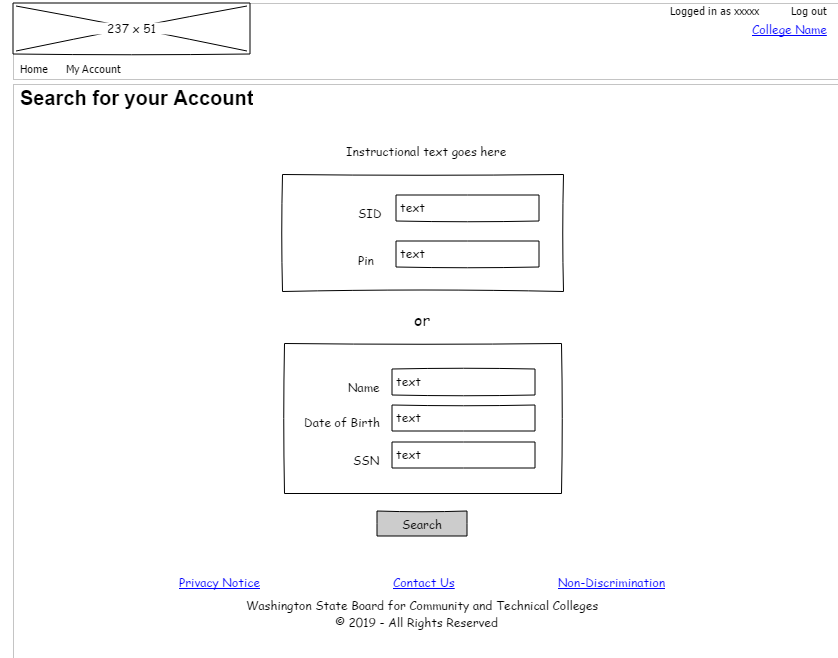 237 x 51
Logged in as xxxxx Log out
College Name
Home My Account
Search for your Account
Instructional text goes here
SID text
Pin text
or
Name text
Date of Birth text
SSN text
Search
Privacy Notice Contact Us Non-Discrimination
Washington State Board for Community and Technical Colleges
© 2019 - All Rights Reserved